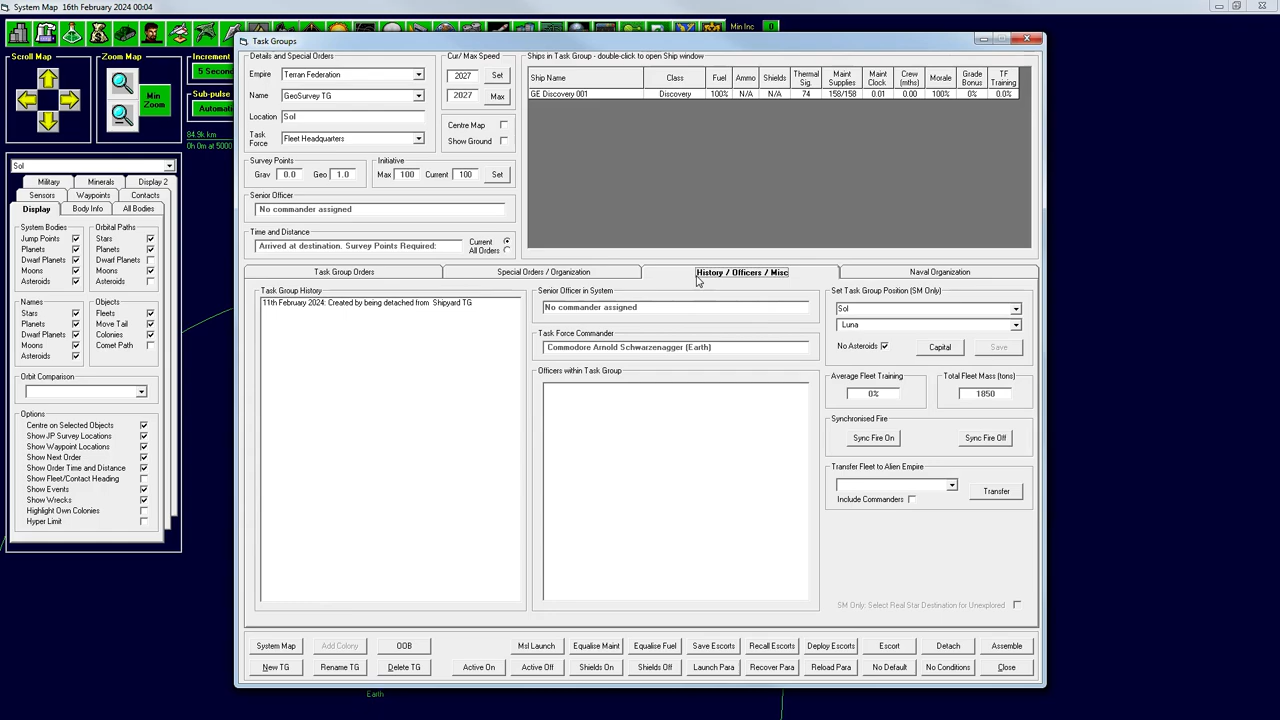 System Map 16th February 2024 00:04
Min Inc 0
Scroll Map
Zoom Map
Min Zoom
Increment
5 Second
Sub-pulse
Automati
84.9k km
0h 0m at 5000
Sol
Military Minerals Display 2
Sensors Waypoints Contacts
Display Body Info All Bodies
System Bodies Orbital Paths
Jump Points Stars
Planets Planets
Dwarf Planets Dwarf Planets
Moons Moons
Asteroids Asteroids
Names Objects
Stars Fleets
Planets Move Tail
Dwarf Planets Colonies
Moons Comet Path
Asteroids
Orbit Comparison
Options
Centre on Selected Objects
Show JP Survey Locations
Show Waypoint Locations
Show Next Order
Show Order Time and Distance
Show Fleet/Contact Heading
Show Events
Show Wrecks
Highlight Own Colonies
Hyper Limit
Task Groups
Details and Special Orders
Empire Terran Federation
Name GeoSurvey TG
Location Sol
Task Force Fleet Headquarters
Cur/ Max Speed
2027 Set
2027 Max
Centre Map
Show Ground
Survey Points
Grav 0.0 Geo 1.0
Initiative
Max 100 Current 100 Set
Senior Officer
No commander assigned
Time and Distance
Arrived at destination. Survey Points Required:
Current
All Orders
Ships in Task Group - double-click to open Ship window
Ship Name Class Fuel Ammo Shields Thermal Sig. Maint Supplies Maint Clock Crew (mths) Morale Grade Bonus TF Training
GE Discovery 001 Discovery 100% N/A N/A 74 158/158 0.01 0.00 100% 0% 0.0%
Task Group Orders Special Orders / Organization History / Officers / Misc Naval Organization
Task Group History
11th February 2024: Created by being detached from Shipyard TG
Senior Officer in System
No commander assigned
Task Force Commander
Commodore Arnold Schwarzenagger (Earth)
Officers within Task Group
Set Task Group Position (SM Only)
Sol
Luna
No Asteroids Capital Save
Average Fleet Training
0%
Total Fleet Mass (tons)
1850
Synchronised Fire
Sync Fire On Sync Fire Off
Transfer Fleet to Alien Empire
Include Commanders Transfer
SM Only: Select Real Star Destination for Unexplored
System Map Add Colony OOB Msl Launch Equalise Maint Equalise Fuel Save Escorts Recall Escorts Deploy Escorts Escort Detach Assemble
New TG Rename TG Delete TG Active On Active Off Shields On Shields Off Launch Para Recover Para Reload Para No Default No Conditions Close
Earth